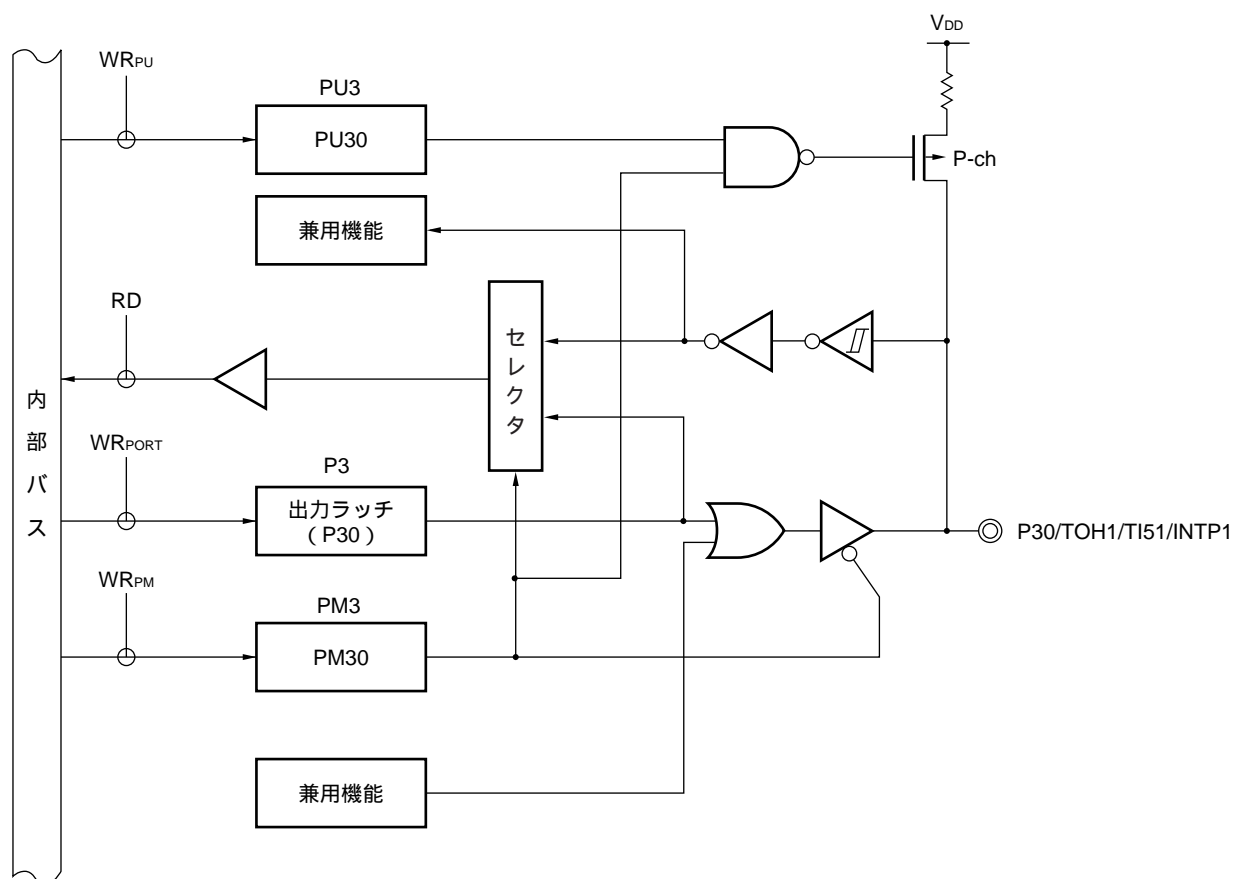 VDD
WRPU
PU3
PU30
P-ch
兼用機能
RD
セレクタ
内部バス
WRPORT
P3
出力ラッチ
（P30）
P30/TOH1/TI51/INTP1
WRPM
PM3
PM30
兼用機能